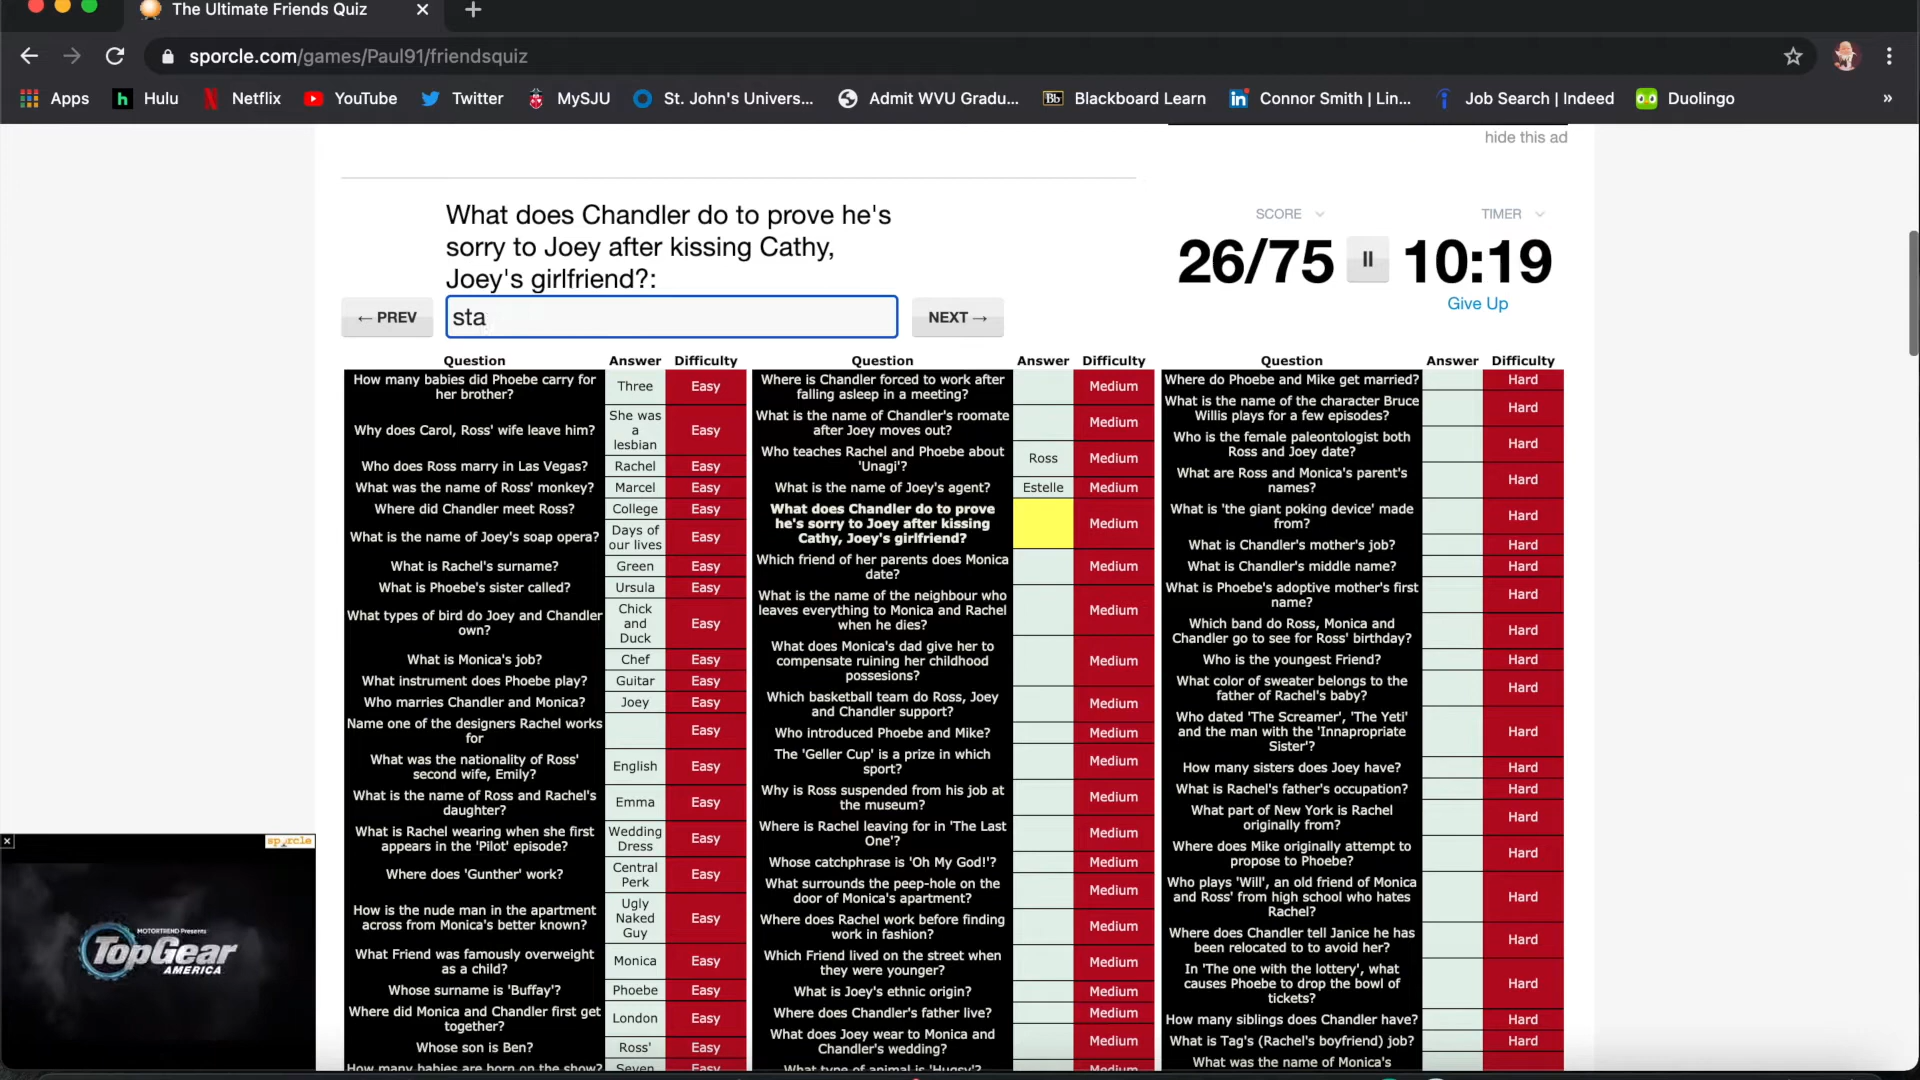 The Ultimate Friends Quiz
sporcle.com/games/Paul91/friendsquiz
Apps
Hulu
Netflix
YouTube
Twitter
MySJU
St. John's Univers...
Admit WVU Gradu...
Bb
Blackboard Learn
Connor Smith | Lin...
Job Search | Indeed
Duolingo
»
hide this ad
What does Chandler do to prove he's
sorry to Joey after kissing Cathy,
Joey's girlfriend?:
← PREV
sta
NEXT →
SCORE
26/75
TIMER
10:19
Give Up
Question Answer Difficulty
How many babies did Phoebe carry for
her brother?
Three
Easy
Why does Carol, Ross' wife leave him?
She was
a
lesbian
Easy
Who does Ross marry in Las Vegas?
Rachel
Easy
What was the name of Ross' monkey?
Marcel
Easy
Where did Chandler meet Ross?
College
Easy
What is the name of Joey's soap opera?
Days of
our lives
Easy
What is Rachel's surname?
Green
Easy
What is Phoebe's sister called?
Ursula
Easy
What types of bird do Joey and Chandler
own?
Chick
and
Duck
Easy
What is Monica's job?
Chef
Easy
What instrument does Phoebe play?
Guitar
Easy
Who marries Chandler and Monica?
Joey
Easy
Name one of the designers Rachel works
for
Easy
What was the nationality of Ross'
second wife, Emily?
English
Easy
What is the name of Ross and Rachel's
daughter?
Emma
Easy
What is Rachel wearing when she first
appears in the 'Pilot' episode?
Wedding
Dress
Easy
Where does 'Gunther' work?
Central
Perk
Easy
How is the nude man in the apartment
across from Monica's better known?
Ugly
Naked
Guy
Easy
What Friend was famously overweight
as a child?
Monica
Easy
Whose surname is 'Buffay'?
Phoebe
Easy
Where did Monica and Chandler first get
together?
London
Easy
Whose son is Ben?
Ross'
Easy
How many babies are born on the show?
Seven
Easy
Question Answer Difficulty
Where is Chandler forced to work after
falling asleep in a meeting?
Medium
What is the name of Chandler's roomate
after Joey moves out?
Medium
Who teaches Rachel and Phoebe about
'Unagi'?
Ross
Medium
What is the name of Joey's agent?
Estelle
Medium
What does Chandler do to prove
he's sorry to Joey after kissing
Cathy, Joey's girlfriend?
Medium
Which friend of her parents does Monica
date?
Medium
What is the name of the neighbour who
leaves everything to Monica and Rachel
when he dies?
Medium
What does Monica's dad give her to
compensate ruining her childhood
possesions?
Medium
Which basketball team do Ross, Joey
and Chandler support?
Medium
Who introduced Phoebe and Mike?
Medium
The 'Geller Cup' is a prize in which
sport?
Medium
Why is Ross suspended from his job at
the museum?
Medium
Where is Rachel leaving for in 'The Last
One'?
Medium
Whose catchphrase is 'Oh My God!'?
Medium
What surrounds the peep-hole on the
door of Monica's apartment?
Medium
Where does Rachel work before finding
work in fashion?
Medium
Which Friend lived on the street when
they were younger?
Medium
What is Joey's ethnic origin?
Medium
Where does Chandler's father live?
Medium
What does Joey wear to Monica and
Chandler's wedding?
Medium
What type of animal is 'Hugsy'?
Medium
Question Answer Difficulty
Where do Phoebe and Mike get married?
Hard
What is the name of the character Bruce
Willis plays for a few episodes?
Hard
Who is the female paleontologist both
Ross and Joey date?
Hard
What are Ross and Monica's parent's
names?
Hard
What is 'the giant poking device' made
from?
Hard
What is Chandler's mother's job?
Hard
What is Chandler's middle name?
Hard
What is Phoebe's adoptive mother's first
name?
Hard
Which band do Ross, Monica and
Chandler go to see for Ross' birthday?
Hard
Who is the youngest Friend?
Hard
What color of sweater belongs to the
father of Rachel's baby?
Hard
Who dated 'The Screamer', 'The Yeti'
and the man with the 'Innapropriate
Sister'?
Hard
How many sisters does Joey have?
Hard
What is Rachel's father's occupation?
Hard
What part of New York is Rachel
originally from?
Hard
Where does Mike originally attempt to
propose to Phoebe?
Hard
Who plays 'Will', an old friend of Monica
and Ross' from high school who hates
Rachel?
Hard
Where does Chandler tell Janice he has
been relocated to to avoid her?
Hard
In 'The one with the lottery', what
causes Phoebe to drop the bowl of
tickets?
Hard
How many siblings does Chandler have?
Hard
What is Tag's (Rachel's boyfriend) job?
Hard
What was the name of Monica's
sporcle
MOTORTREND Presents
TopGear
AMERICA